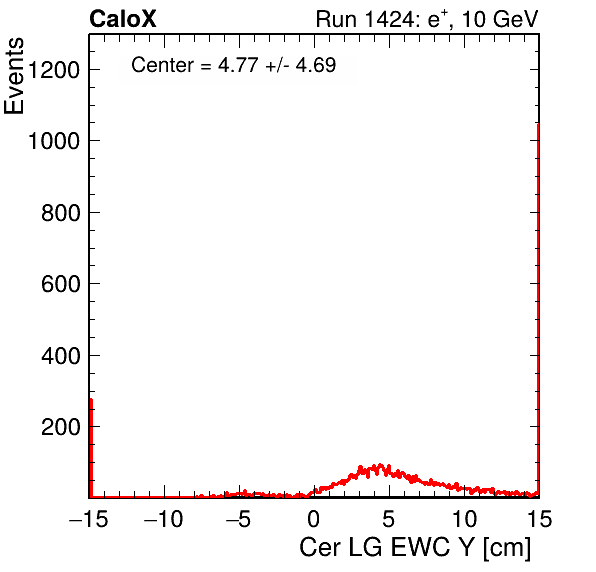 CaloX Run 1424: e⁺, 10 GeV
Center = 4.77 +/- 4.69
Events
1200
1000
800
600
400
200
−15 −10 −5 0 5 10 15
Cer LG EWC Y [cm]